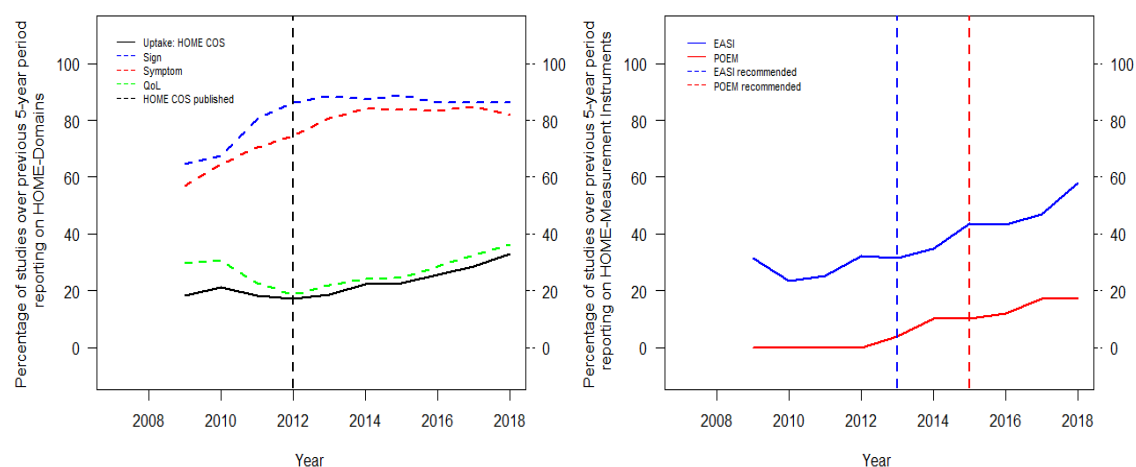 Percentage of studies over previous 5-year period
reporting on HOME-Domains
Uptake: HOME COS
Sign
Symptom
QoL
HOME COS published
100
80
60
40
20
0
100
80
60
40
20
0
2008 2010 2012 2014 2016 2018
Year
Percentage of studies over previous 5-year period
reporting on HOME-Measurement Instruments
EASI
POEM
EASI recommended
POEM recommended
100
80
60
40
20
0
100
80
60
40
20
0
2008 2010 2012 2014 2016 2018
Year